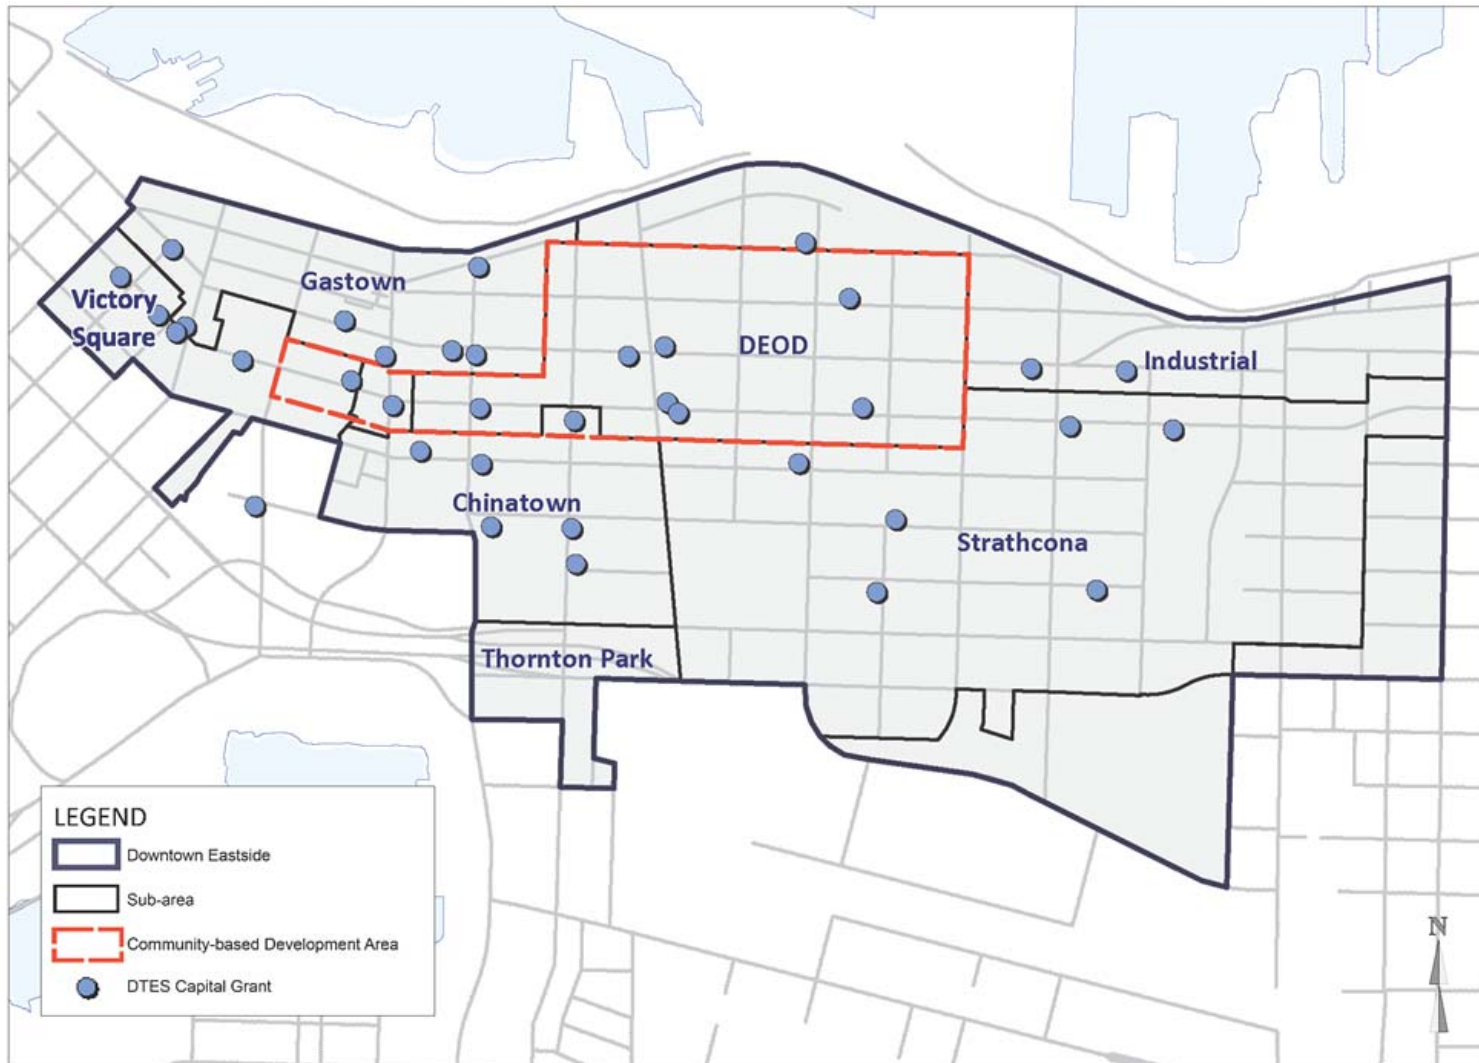 Gastown
Victory
Square
DEOD
Industrial
Chinatown
Strathcona
Thornton Park
LEGEND
Downtown Eastside
Sub-area
Community-based Development Area
DTES Capital Grant
N